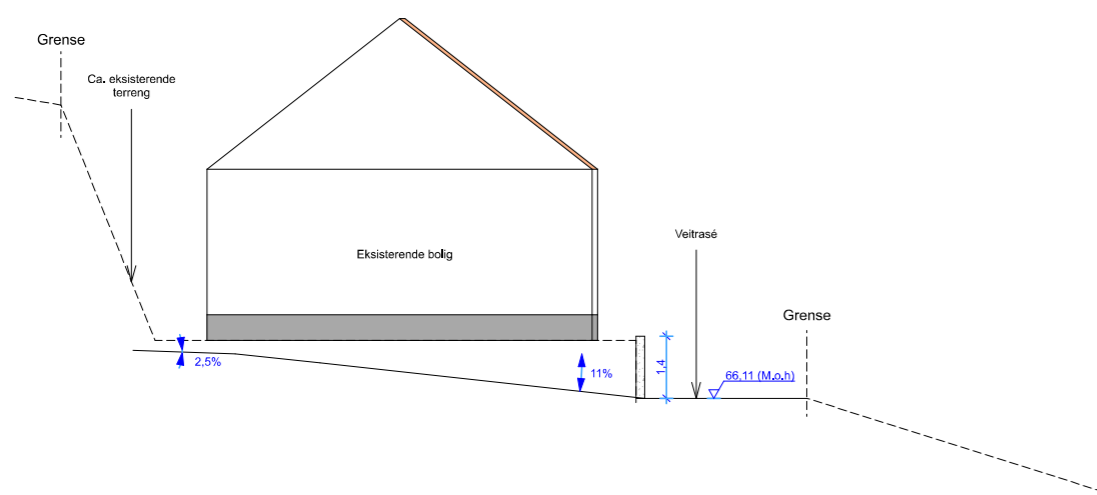 Grense
Ca. eksisterende
terreng
Eksisterende bolig
Veitrasé
Grense
2,5%
11%
1,4
66,11 (M.o.h)